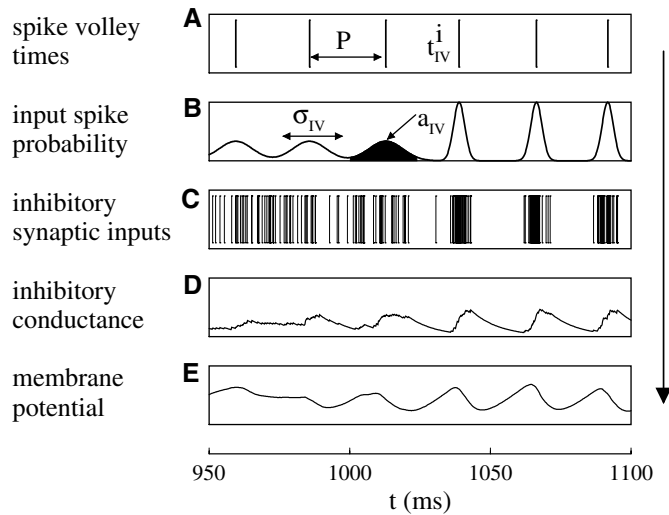 A
spike volley
times
P
t_IV^i
B
input spike
probability
σ_IV
a_IV
C
inhibitory
synaptic inputs
D
inhibitory
conductance
E
membrane
potential
950 1000 1050 1100
t (ms)